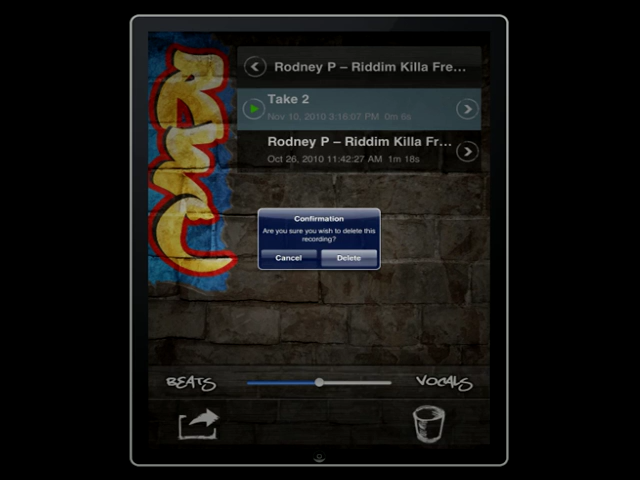 Rodney P – Riddim Killa Fre...
Take 2
Nov 10, 2010 3:16:07 PM 0m 6s
Rodney P – Riddim Killa Fr...
Oct 26, 2010 11:42:27 AM 1m 18s
Confirmation
Are you sure you wish to delete this
recording?
Cancel Delete
BEATS VOCALS